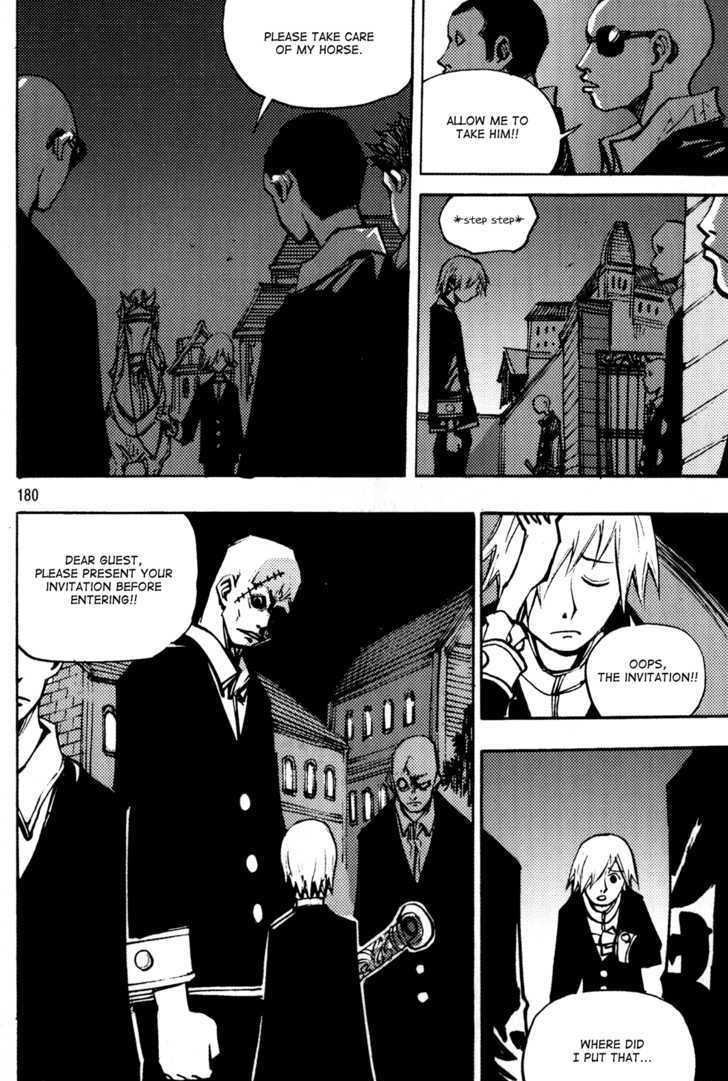 PLEASE TAKE CARE
OF MY HORSE.
ALLOW ME TO
TAKE HIM!!
*step step*
180
DEAR GUEST,
PLEASE PRESENT YOUR
INVITATION BEFORE
ENTERING!!
OOPS,
THE INVITATION!!
WHERE DID
I PUT THAT...